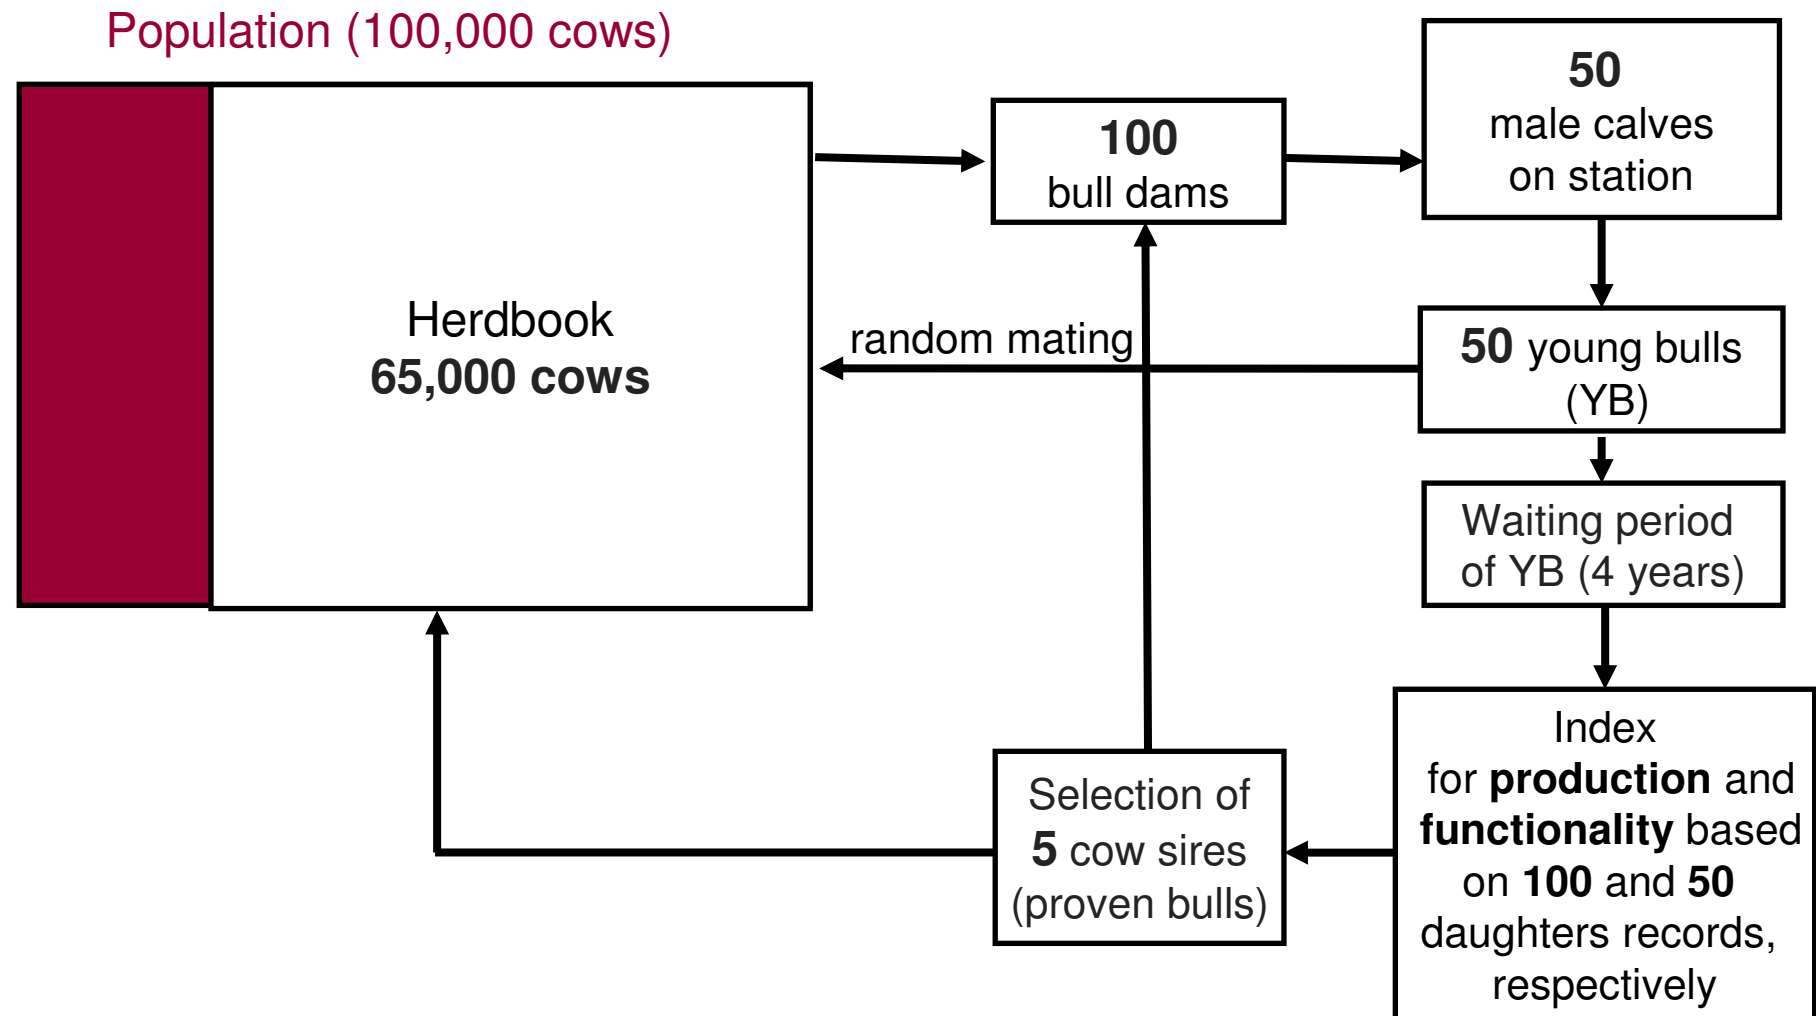 Population (100,000 cows)
Herdbook
65,000 cows
100
bull dams
50
male calves
on station
random mating
50 young bulls
(YB)
Waiting period
of YB (4 years)
Index
for production and
functionality based
on 100 and 50
daughters records,
respectively
Selection of
5 cow sires
(proven bulls)